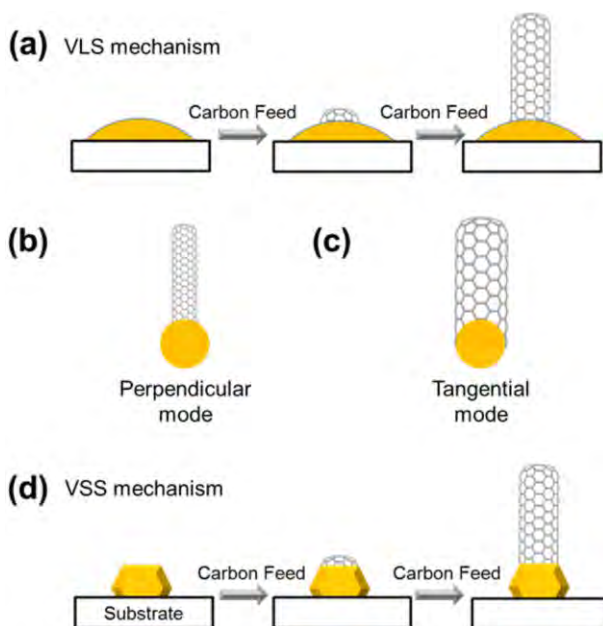 (a) VLS mechanism
Carbon Feed
Carbon Feed
(b)
(c)
Perpendicular
mode
Tangential
mode
(d) VSS mechanism
Carbon Feed
Carbon Feed
Substrate